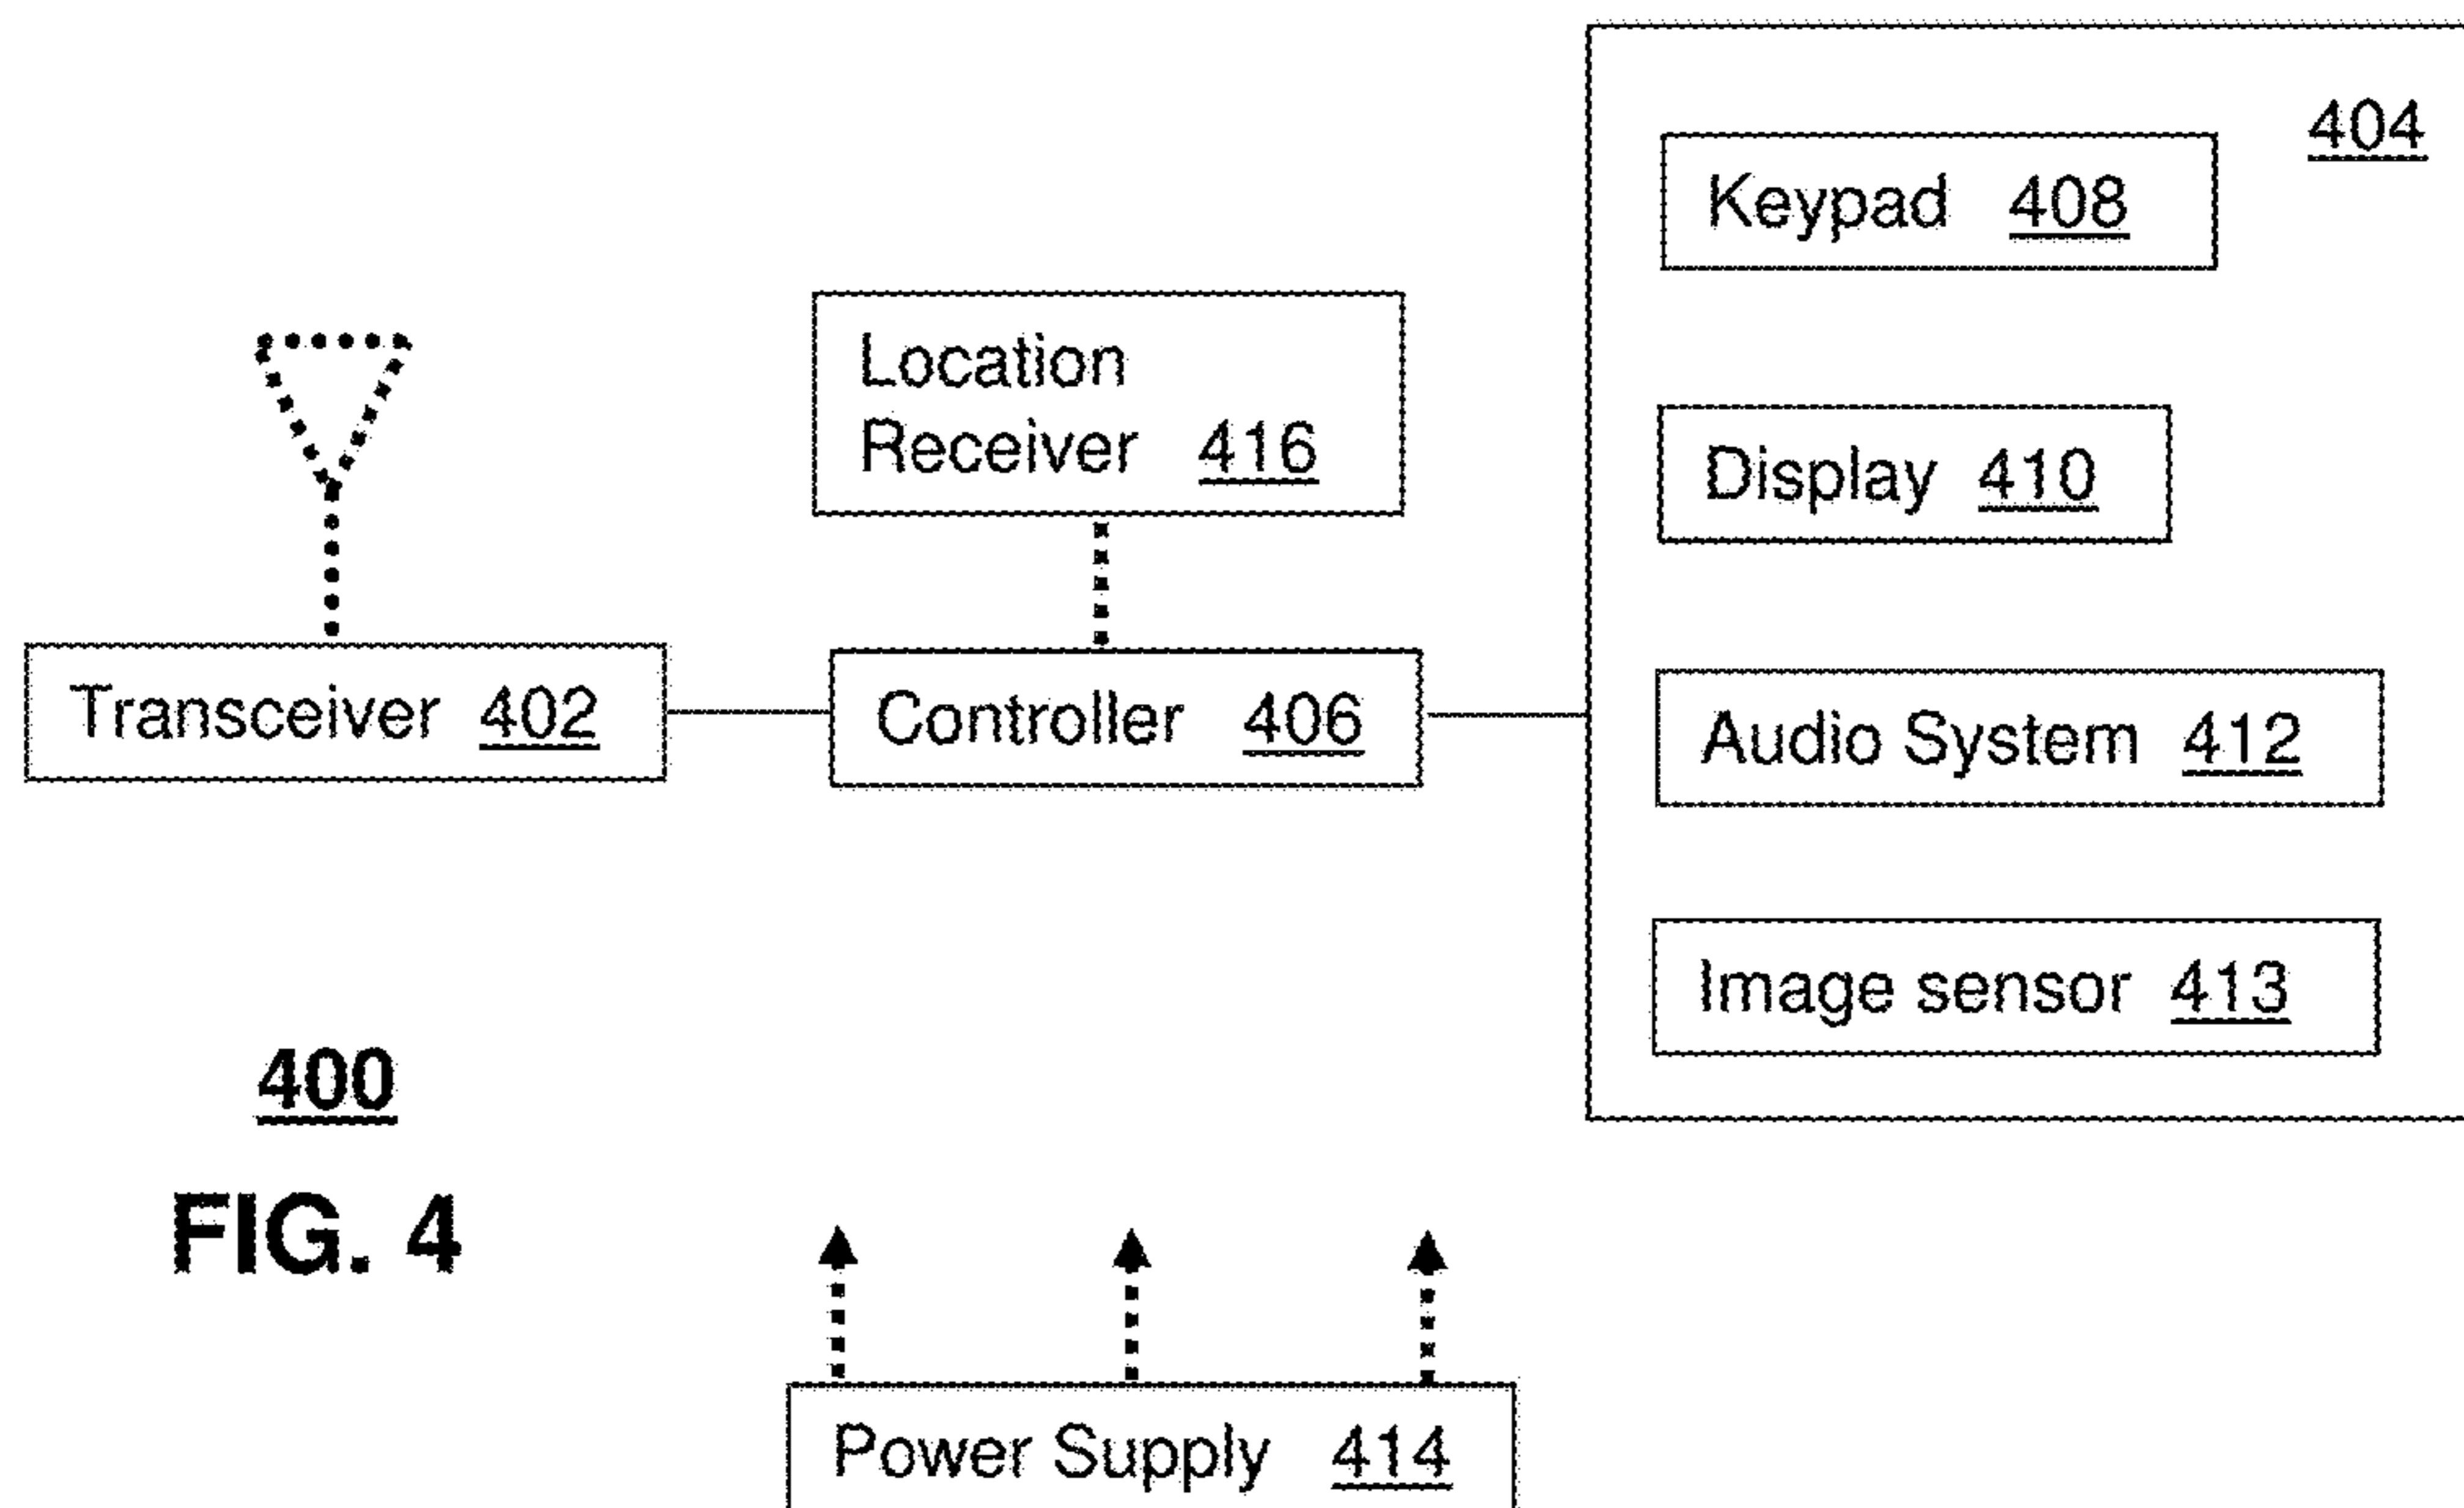 404
Keypad 408
Location
Receiver 416
Display 410
Transceiver 402
Controller 406
Audio System 412
Image sensor 413
400
FIG. 4
Power Supply 414